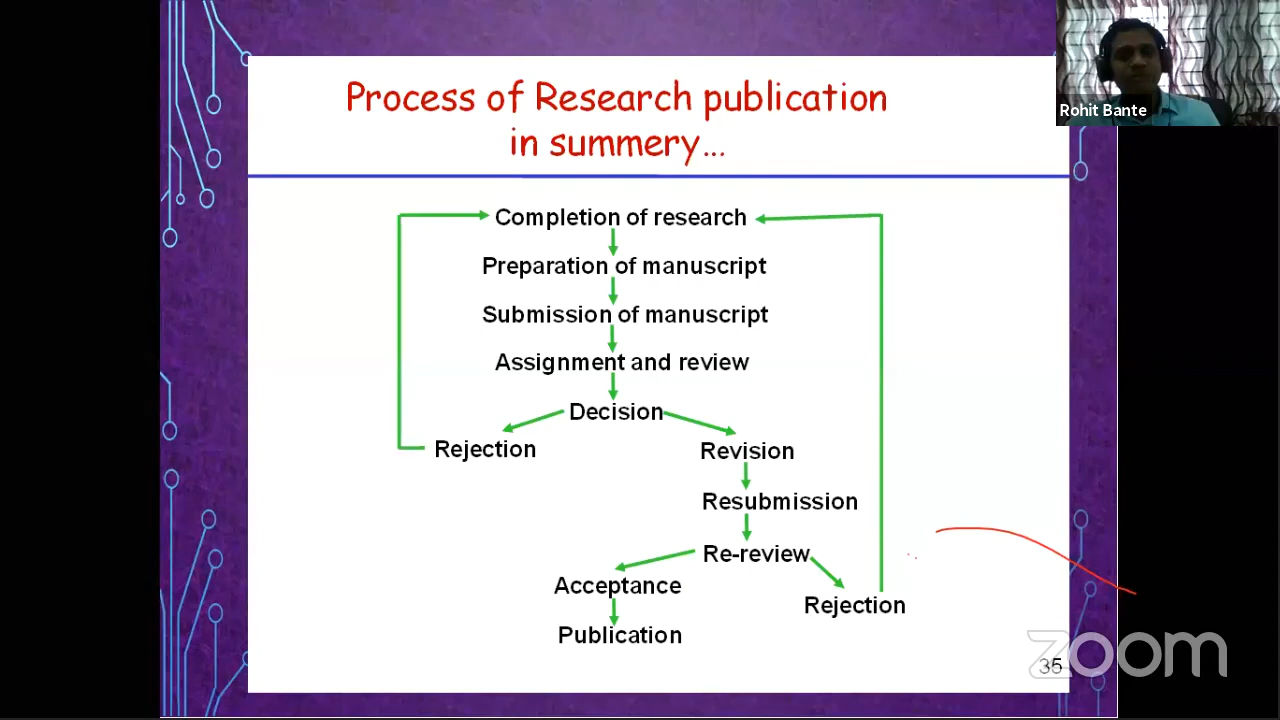 Process of Research publication
in summery...
Rohit Bante
Completion of research
Preparation of manuscript
Submission of manuscript
Assignment and review
Decision
Rejection
Revision
Resubmission
Re-review
Acceptance
Rejection
Publication
zoom
35